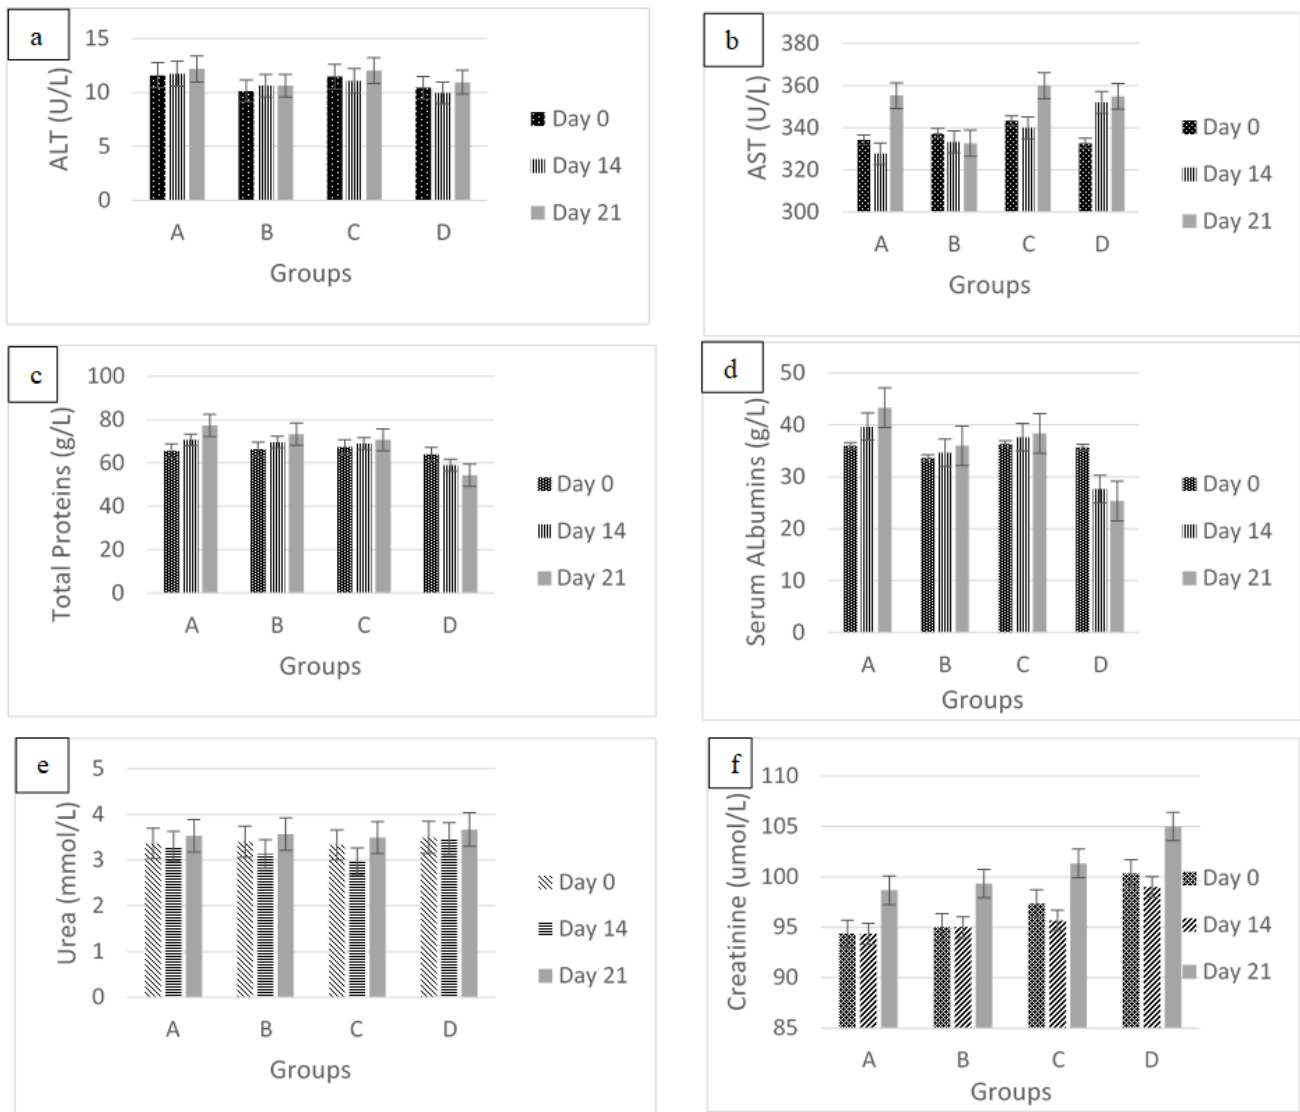 a
15
10
5
0
ALT (U/L)
A B C D
Groups
Day 0
Day 14
Day 21
b
380
360
340
320
300
AST (U/L)
A B C D
Groups
Day 0
Day 14
Day 21
c
100
80
60
40
20
0
Total Proteins (g/L)
A B C D
Groups
Day 0
Day 14
Day 21
d
50
40
30
20
10
0
Serum ALbumins (g/L)
A B C D
Groups
Day 0
Day 14
Day 21
e
5
4
3
2
1
0
Urea (mmol/L)
A B C D
Groups
Day 0
Day 14
Day 21
f
110
105
100
95
90
85
Creatinine (umol/L)
A B C D
Groups
Day 0
Day 14
Day 21